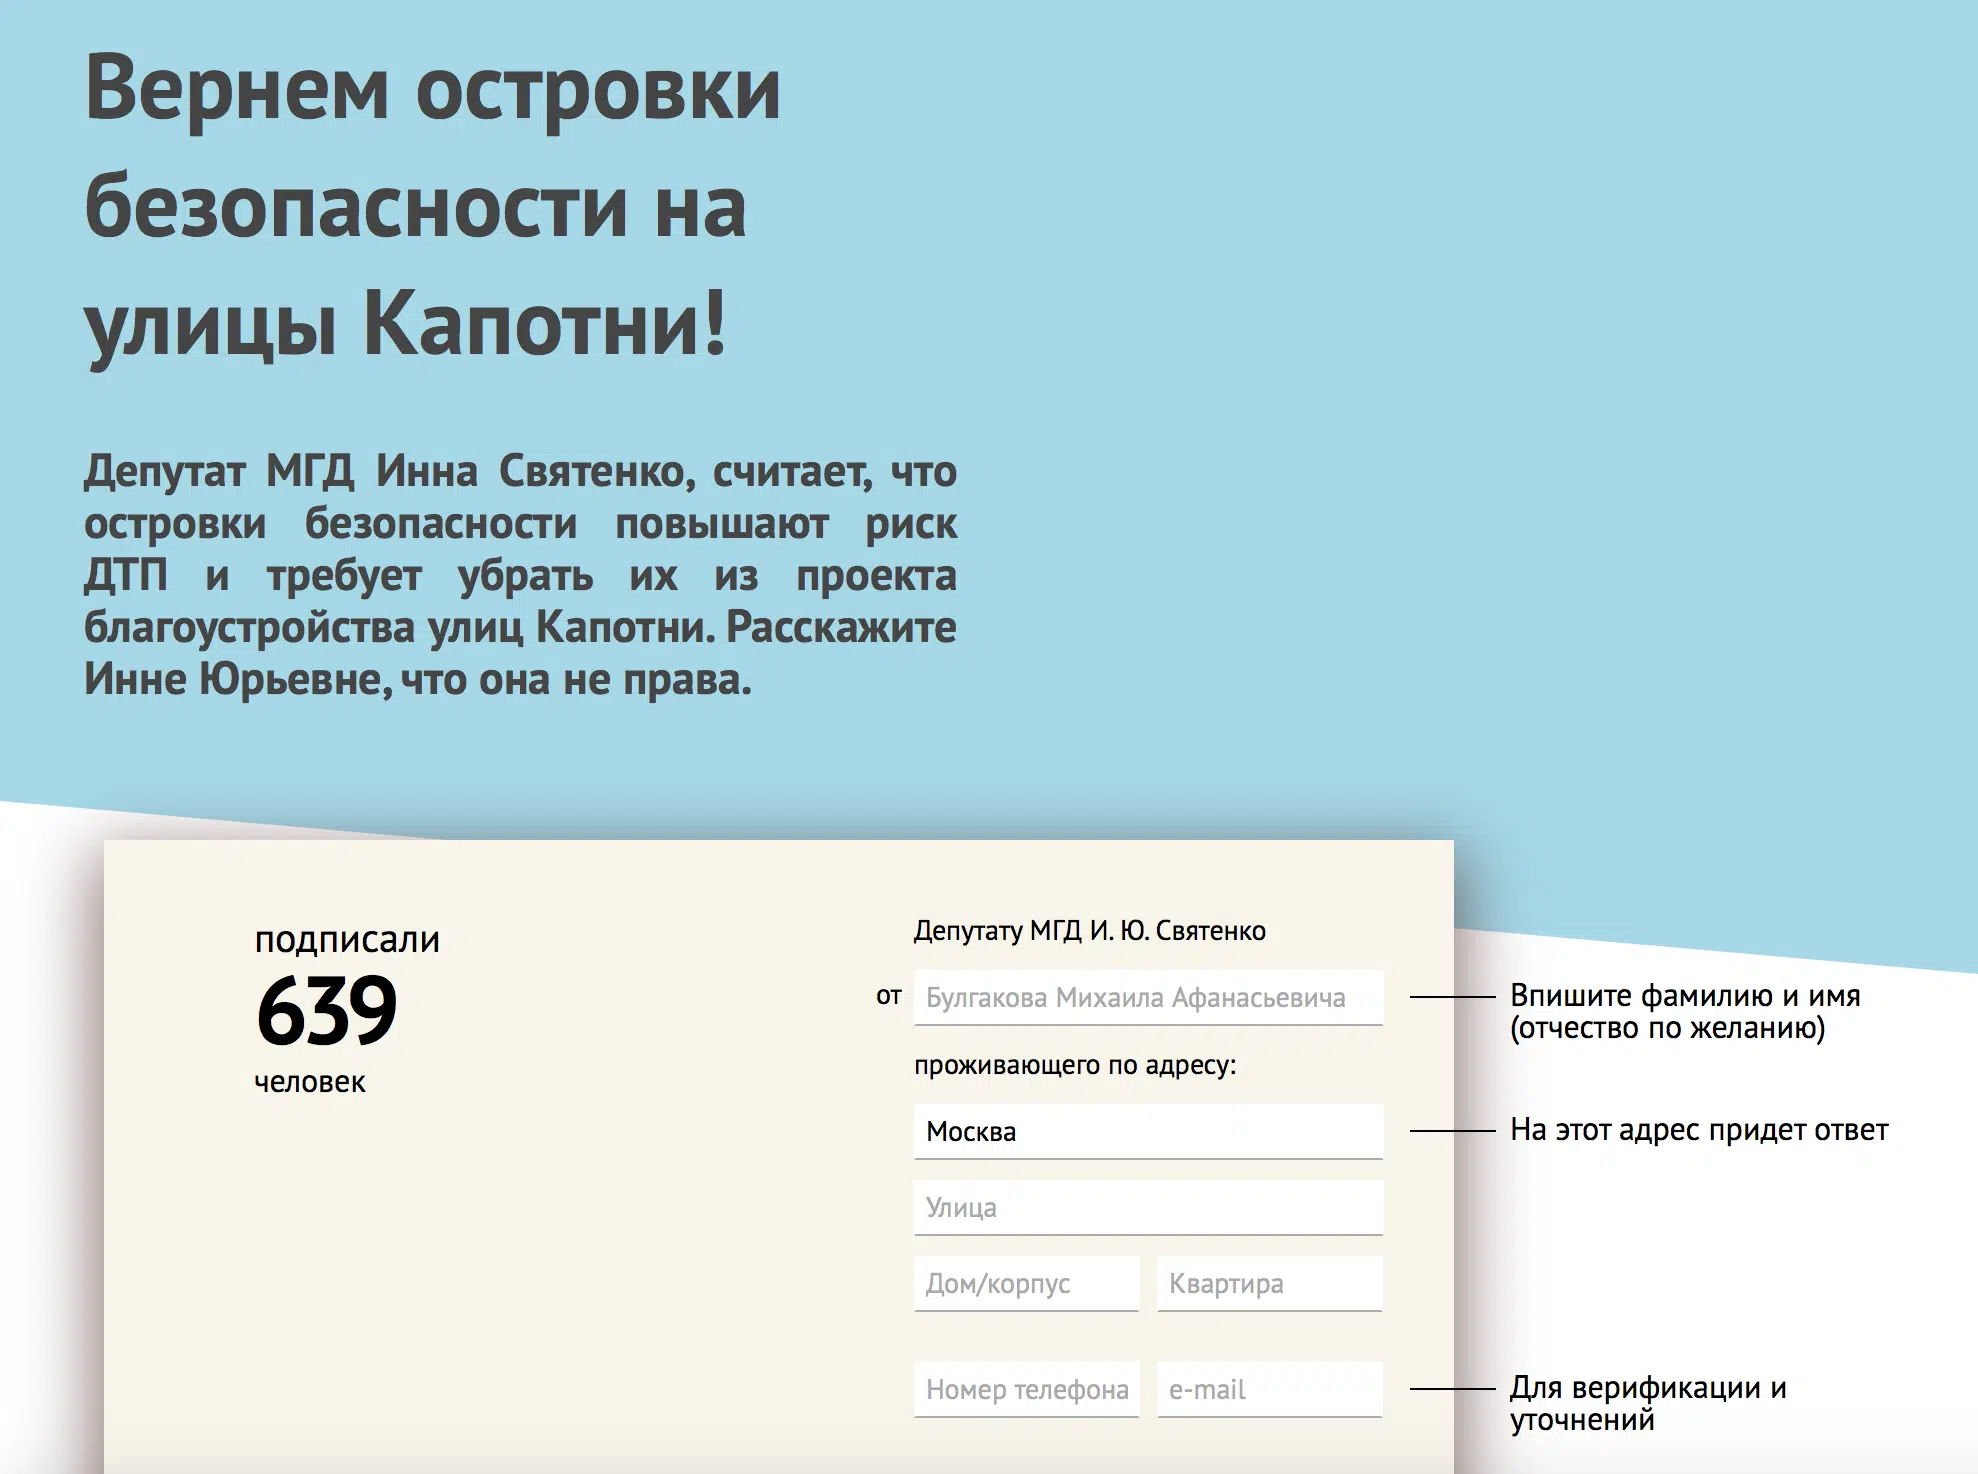 Вернем островки
безопасности на
улицы Капотни!
Депутат МГД Инна Святенко, считает, что
островки безопасности повышают риск
ДТП и требует убрать их из проекта
благоустройства улиц Капотни. Расскажите
Инне Юрьевне, что она не права.
подписали
639
человек
Депутату МГД И. Ю. Святенко
от
Булгакова Михаила Афанасьевича
Впишите фамилию и имя
(отчество по желанию)
проживающего по адресу:
Москва
На этот адрес придет ответ
Улица
Дом/корпус
Квартира
Номер телефона
e-mail
Для верификации и
уточнений